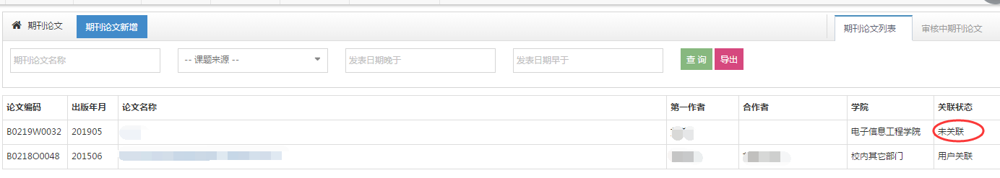 期刊论文 期刊论文新增 期刊论文列表 审核中期刊论文
期刊论文名称 -- 课题来源 -- 发表日期晚于 发表日期早于 查 询 导出
论文编码 出版年月 论文名称 第一作者 合作者 学院 关联状态
B0219W0032 201905 电子信息工程学院 未关联
B0218O0048 201506 校内其它部门 用户关联